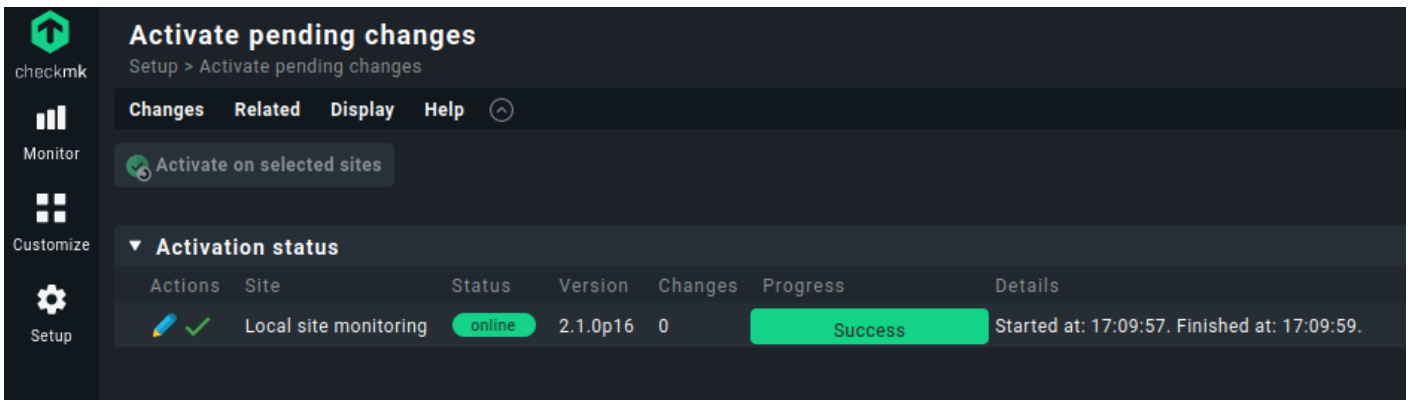 checkmk
Monitor
Customize
Setup
Activate pending changes
Setup > Activate pending changes
Changes Related Display Help
Activate on selected sites
Activation status
Actions Site Status Version Changes Progress Details
Local site monitoring online 2.1.0p16 0 Success Started at: 17:09:57. Finished at: 17:09:59.